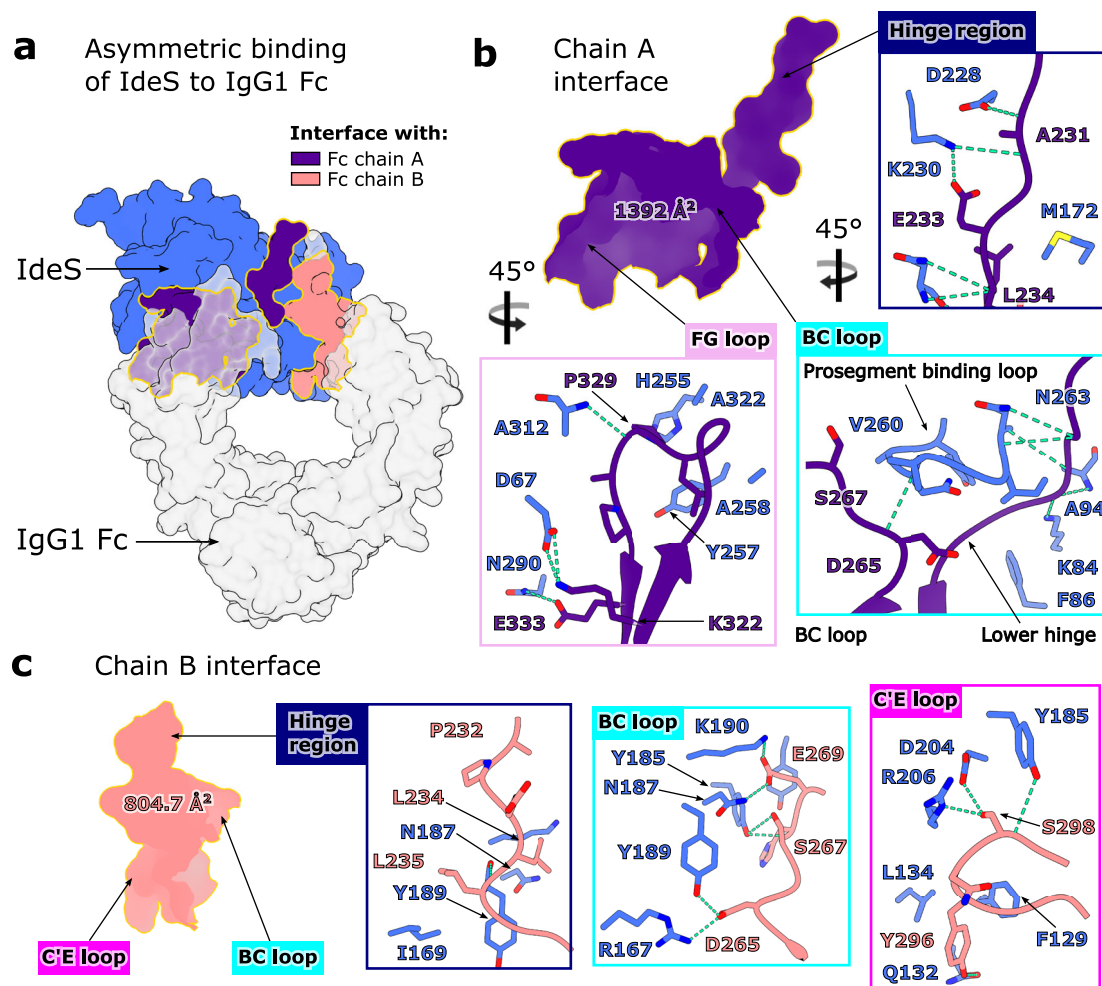 a
Asymmetric binding
of IdeS to IgG1 Fc
Interface with:
Fc chain A
Fc chain B
IdeS
IgG1 Fc
b
Chain A
interface
1392 Å²
45°
45°
Hinge region
D228
A231
K230
E233
M172
L234
FG loop
P329
H255
A322
A312
D67
A258
Y257
N290
E333
K322
BC loop
Prosegment binding loop
N263
V260
S267
A94
D265
K84
F86
BC loop
Lower hinge
c
Chain B interface
804.7 Å²
C'E loop
BC loop
Hinge
region
P232
L234
N187
L235
Y189
I169
BC loop
K190
Y185
E269
N187
S267
Y189
R167
D265
C'E loop
Y185
D204
R206
S298
L134
Y296
F129
Q132